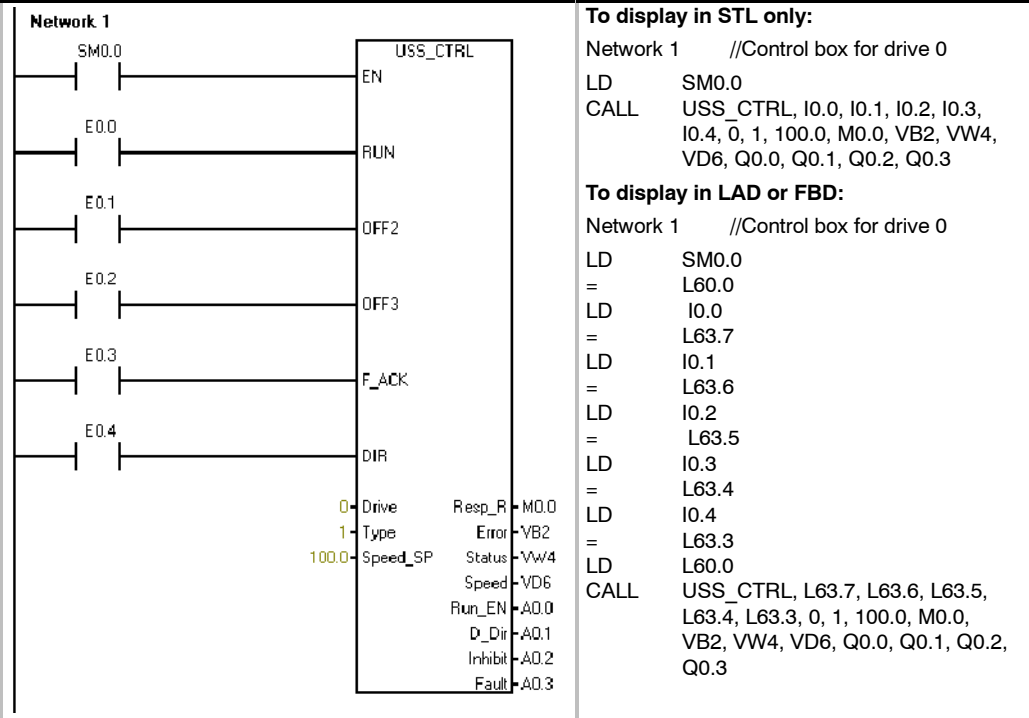 Network 1
SM0.0
USS_CTRL
EN
E0.0
RUN
E0.1
OFF2
E0.2
OFF3
E0.3
F_ACK
E0.4
DIR
0 Drive Resp_R M0.0
1 Type Error VB2
100.0 Speed_SP Status VW4
Speed VD6
Run_EN A0.0
D_Dir A0.1
Inhibit A0.2
Fault A0.3
To display in STL only:
Network 1 //Control box for drive 0
LD SM0.0
CALL USS_CTRL, I0.0, I0.1, I0.2, I0.3,
I0.4, 0, 1, 100.0, M0.0, VB2, VW4,
VD6, Q0.0, Q0.1, Q0.2, Q0.3
To display in LAD or FBD:
Network 1 //Control box for drive 0
LD SM0.0
= L60.0
LD I0.0
= L63.7
LD I0.1
= L63.6
LD I0.2
= L63.5
LD I0.3
= L63.4
LD I0.4
= L63.3
LD L60.0
CALL USS_CTRL, L63.7, L63.6, L63.5,
L63.4, L63.3, 0, 1, 100.0, M0.0,
VB2, VW4, VD6, Q0.0, Q0.1, Q0.2,
Q0.3